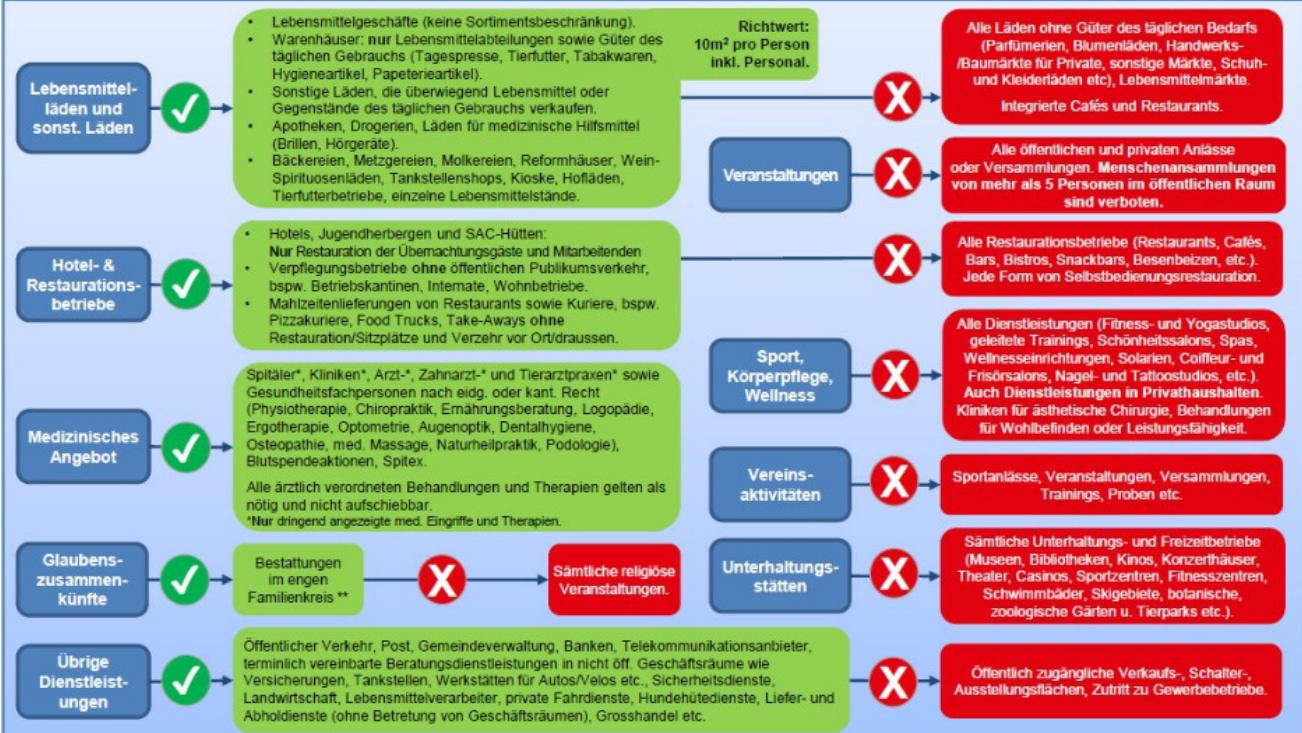 Lebensmittel-
läden und
sonst. Läden
• Lebensmittelgeschäfte (keine Sortimentsbeschränkung).
• Warenhäuser: nur Lebensmittelabteilungen sowie Güter des
täglichen Gebrauchs (Tagespresse, Tierfutter, Tabakwaren,
Hygieneartikel, Papeterieartikel).
• Sonstige Läden, die überwiegend Lebensmittel oder
Gegenstände des täglichen Gebrauchs verkaufen.
• Apotheken, Drogerien, Läden für medizinische Hilfsmittel
(Brillen, Hörgeräte).
• Bäckereien, Metzgereien, Molkereien, Reformhäuser, Wein-
Spirituosenläden, Tankstellenshops, Kioske, Hofläden,
Tierfutterbetriebe, einzelne Lebensmittelstände.
Richtwert:
10m² pro Person
inkl. Personal.
X
Alle Läden ohne Güter des täglichen Bedarfs
(Parfümerien, Blumenläden, Handwerks-
/Baumärkte für Private, sonstige Märkte, Schuh-
und Kleiderläden etc), Lebensmittelmärkte.
Integrierte Cafés und Restaurants.
Veranstaltungen
X
Alle öffentlichen und privaten Anlässe
oder Versammlungen. Menschenansammlungen
von mehr als 5 Personen im öffentlichen Raum
sind verboten.
Hotel- &
Restaurations-
betriebe
• Hotels, Jugendherbergen und SAC-Hütten:
Nur Restauration der Übernachtungsgäste und Mitarbeitenden
• Verpflegungsbetriebe ohne öffentlichen Publikumsverkehr,
bspw. Betriebskantinen, Internate, Wohnbetriebe.
• Mahlzeitenlieferungen von Restaurants sowie Kuriere, bspw.
Pizzakuriere, Food Trucks, Take-Aways ohne
Restauration/Sitzplätze und Verzehr vor Ort/draussen.
X
Alle Restaurationsbetriebe (Restaurants, Cafés,
Bars, Bistros, Snackbars, Besenbeizen, etc.).
Jede Form von Selbstbedienungsrestauration.
Sport,
Körperpflege,
Wellness
X
Alle Dienstleistungen (Fitness- und Yogastudios,
geleitete Trainings, Schönheitssalons, Spas,
Wellnesseinrichtungen, Solarien, Coiffeur- und
Frisörsalons, Nagel- und Tattoostudios, etc.).
Auch Dienstleistungen in Privathaushalten.
Kliniken für ästhetische Chirurgie, Behandlungen
für Wohlbefinden oder Leistungsfähigkeit.
Medizinisches
Angebot
Spitäler*, Kliniken*, Arzt-*, Zahnarzt-* und Tierarztpraxen* sowie
Gesundheitsfachpersonen nach eidg. oder kant. Recht
(Physiotherapie, Chiropraktik, Ernährungsberatung, Logopädie,
Ergotherapie, Optometrie, Augenoptik, Dentalhygiene,
Osteopathie, med. Massage, Naturheilpraktik, Podologie),
Blutspendeaktionen, Spitex.
Alle ärztlich verordneten Behandlungen und Therapien gelten als
nötig und nicht aufschiebbar.
*Nur dringend angezeigte med. Eingriffe und Therapien.
Vereins-
aktivitäten
X
Sportanlässe, Veranstaltungen, Versammlungen,
Trainings, Proben etc.
Glaubens-
zusammen-
künfte
Bestattungen
im engen
Familienkreis **
X
Sämtliche religiöse
Veranstaltungen.
Unterhaltungs-
stätten
X
Sämtliche Unterhaltungs- und Freizeitbetriebe
(Museen, Bibliotheken, Kinos, Konzerthäuser,
Theater, Casinos, Sportzentren, Fitnesszentren,
Schwimmbäder, Skigebiete, botanische,
zoologische Gärten u. Tierparks etc.).
Übrige
Dienstleist-
ungen
Öffentlicher Verkehr, Post, Gemeindeverwaltung, Banken, Telekommunikationsanbieter,
terminlich vereinbarte Beratungsdienstleistungen in nicht öff. Geschäftsräume wie
Versicherungen, Tankstellen, Werkstätten für Autos/Velos etc., Sicherheitsdienste,
Landwirtschaft, Lebensmittelverarbeiter, private Fahrdienste, Hundehütedienste, Liefer- und
Abholdienste (ohne Betretung von Geschäftsräumen), Grosshandel etc.
X
Öffentlich zugängliche Verkaufs-, Schalter-,
Ausstellungsflächen, Zutritt zu Gewerbebetriebe.